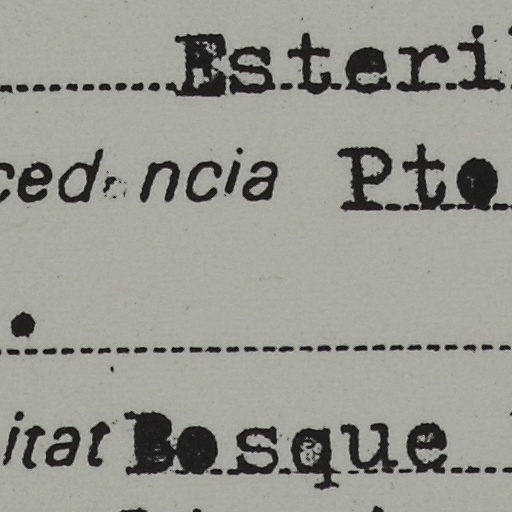 Esteri
ced ncia Pto
.
itat Bosque